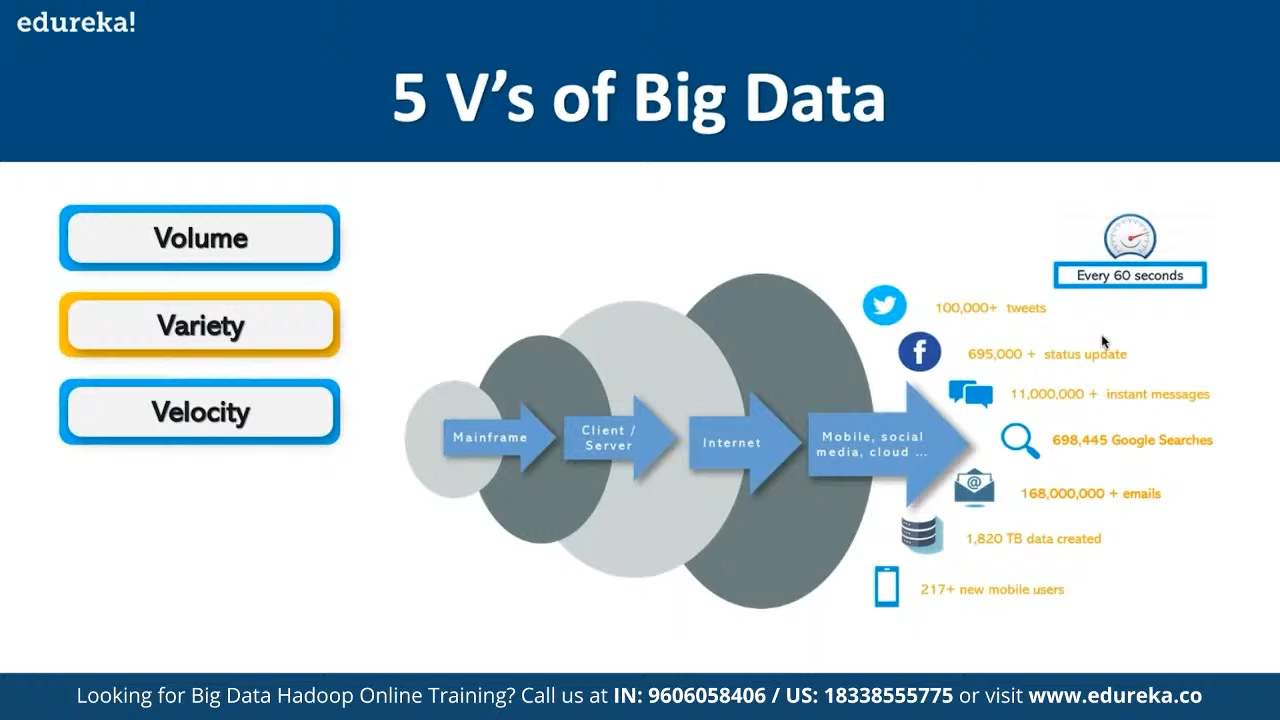 edureka!
5 V's of Big Data
Volume
Variety
Velocity
Mainframe
Client /
Server
Internet
Mobile, social
media, cloud ...
Every 60 seconds
100,000+ tweets
695,000 + status update
11,000,000 + instant messages
698,445 Google Searches
@
168,000,000 + emails
1,820 TB data created
217+ new mobile users
Looking for Big Data Hadoop Online Training? Call us at IN: 9606058406 / US: 18338555775 or visit www.edureka.co